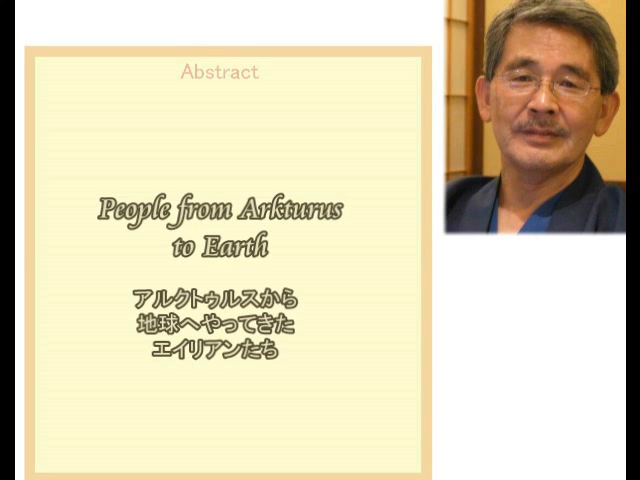 Abstract
People from Arkturus
to Earth
アルクトゥルスから
地球へやってきた
エイリアンたち